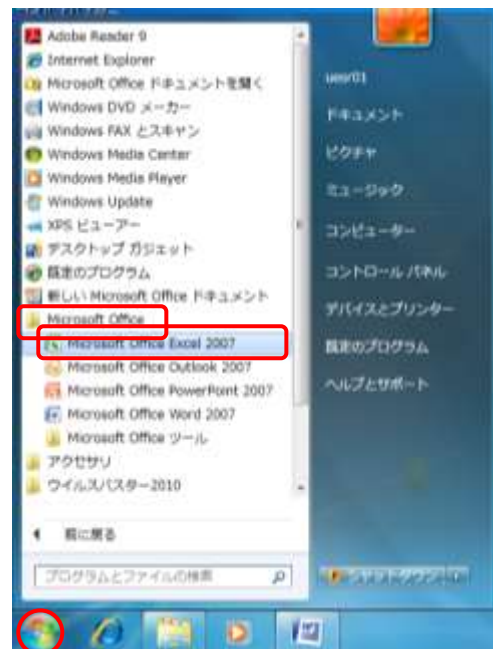 Adobe Reader 9
Internet Explorer
Microsoft Office ドキュメントを開く
Windows DVD メーカー
Windows FAX とスキャン
Windows Media Center
Windows Media Player
Windows Update
XPS ビューアー
デスクトップ ガジェット
既定のプログラム
新しい Microsoft Office ドキュメント
Microsoft Office
Microsoft Office Excel 2007
Microsoft Office Outlook 2007
Microsoft Office PowerPoint 2007
Microsoft Office Word 2007
Microsoft Office ツール
アクセサリ
ウイルスバスター2010
前に戻る
プログラムとファイルの検索
user01
ドキュメント
ピクチャ
ミュージック
コンピューター
コントロール パネル
デバイスとプリンター
既定のプログラム
ヘルプとサポート